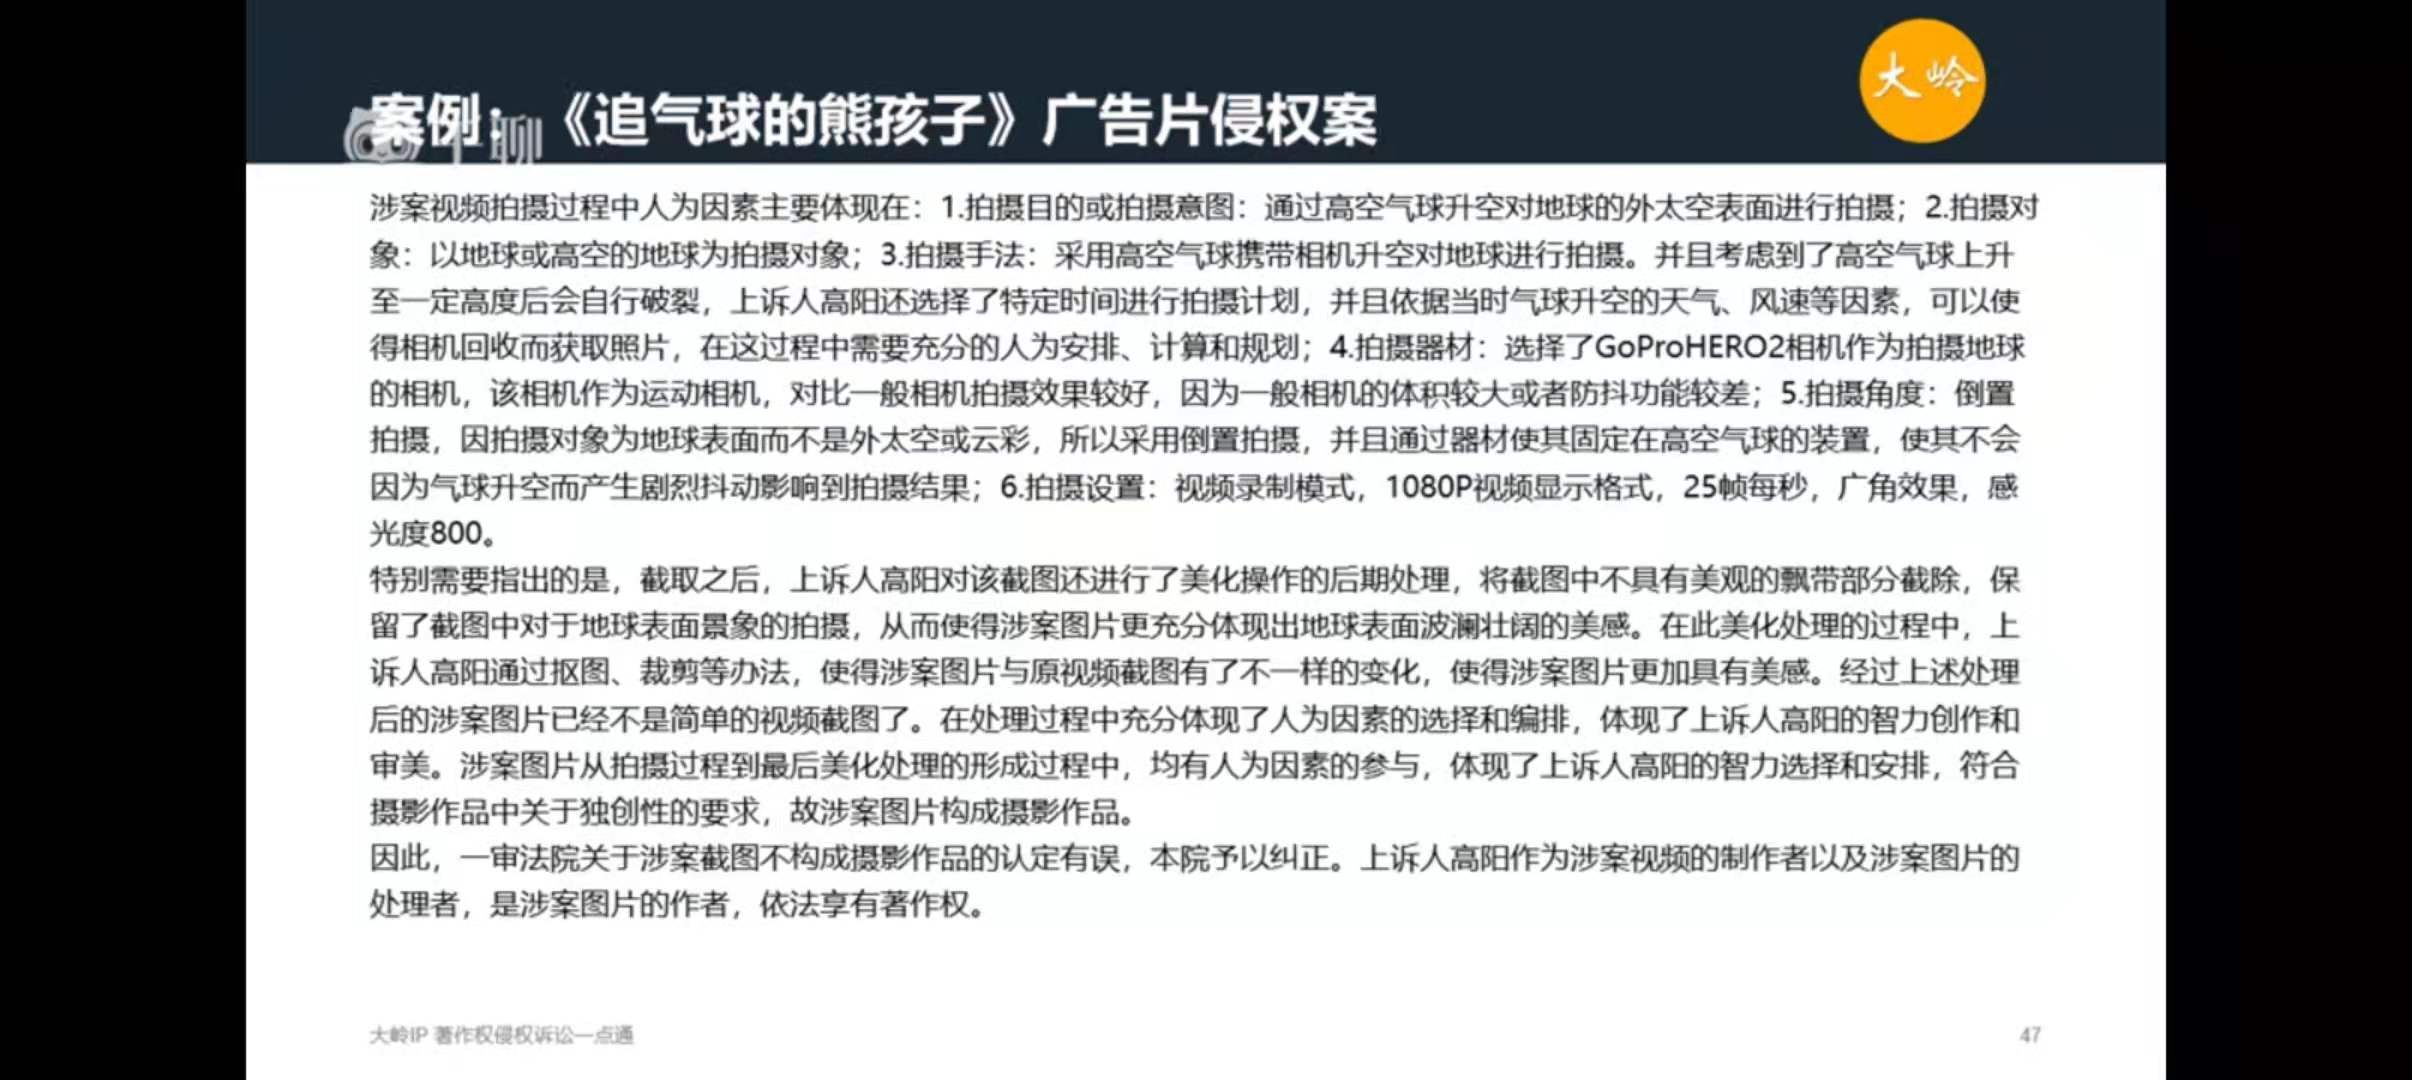 案例：《追气球的熊孩子》广告片侵权案
大岭
千聊
涉案视频拍摄过程中人为因素主要体现在：1.拍摄目的或拍摄意图：通过高空气球升空对地球的外太空表面进行拍摄；2.拍摄对
象：以地球或高空的地球为拍摄对象；3.拍摄手法：采用高空气球携带相机升空对地球进行拍摄。并且考虑到了高空气球上升
至一定高度后会自行破裂，上诉人高阳还选择了特定时间进行拍摄计划，并且依据当时气球升空的天气、风速等因素，可以使
得相机回收而获取照片，在这过程中需要充分的人为安排、计算和规划；4.拍摄器材：选择了GoProHERO2相机作为拍摄地球
的相机，该相机作为运动相机，对比一般相机拍摄效果较好，因为一般相机的体积较大或者防抖功能较差；5.拍摄角度：倒置
拍摄，因拍摄对象为地球表面而不是外太空或云彩，所以采用倒置拍摄，并且通过器材使其固定在高空气球的装置，使其不会
因为气球升空而产生剧烈抖动影响到拍摄结果；6.拍摄设置：视频录制模式，1080P视频显示格式，25帧每秒，广角效果，感
光度800。
特别需要指出的是，截取之后，上诉人高阳对该截图还进行了美化操作的后期处理，将截图中不具有美观的飘带部分截除，保
留了截图中对于地球表面景象的拍摄，从而使得涉案图片更充分体现出地球表面波澜壮阔的美感。在此美化处理的过程中，上
诉人高阳通过抠图、裁剪等办法，使得涉案图片与原视频截图有了不一样的变化，使得涉案图片更加具有美感。经过上述处理
后的涉案图片已经不是简单的视频截图了。在处理过程中充分体现了人为因素的选择和编排，体现了上诉人高阳的智力创作和
审美。涉案图片从拍摄过程到最后美化处理的形成过程中，均有人为因素的参与，体现了上诉人高阳的智力选择和安排，符合
摄影作品中关于独创性的要求，故涉案图片构成摄影作品。
因此，一审法院关于涉案截图不构成摄影作品的认定有误，本院予以纠正。上诉人高阳作为涉案视频的制作者以及涉案图片的
处理者，是涉案图片的作者，依法享有著作权。
大岭IP 著作权侵权诉讼一点通
47